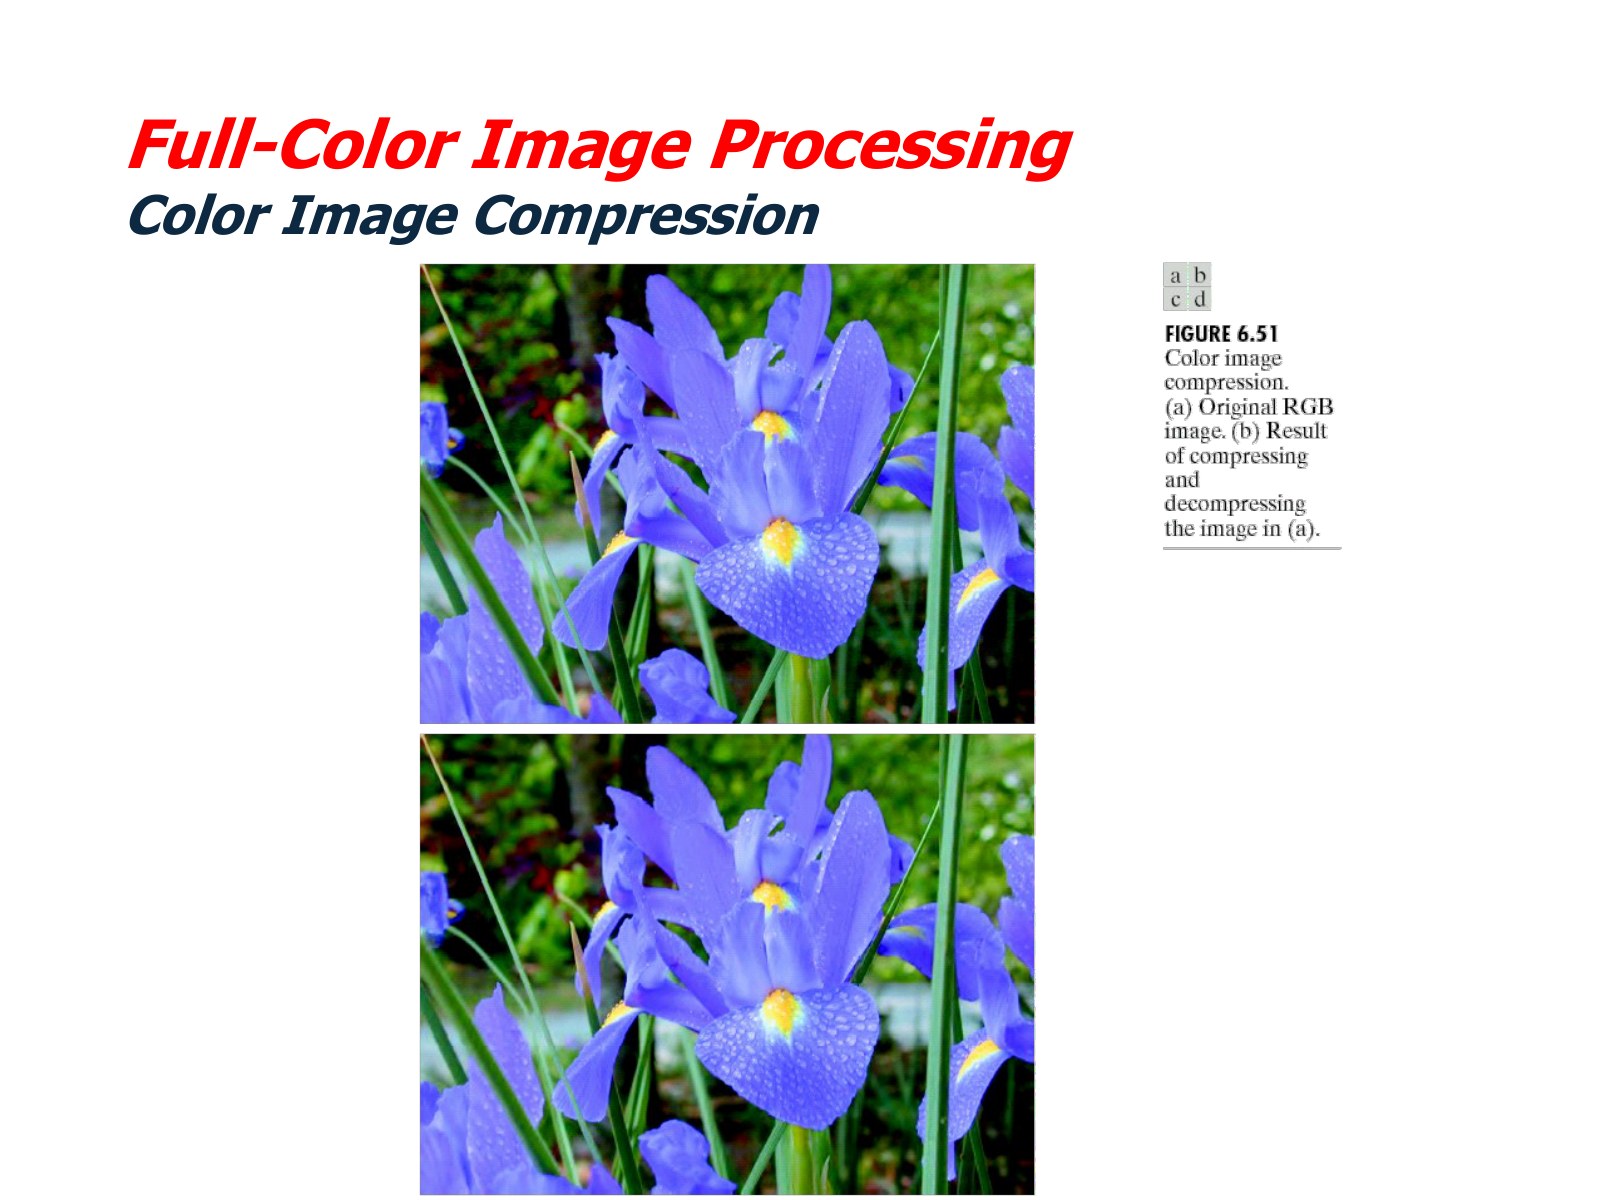 Full-Color Image Processing
Color Image Compression
a b
c d
FIGURE 6.51
Color image
compression.
(a) Original RGB
image. (b) Result
of compressing
and
decompressing
the image in (a).